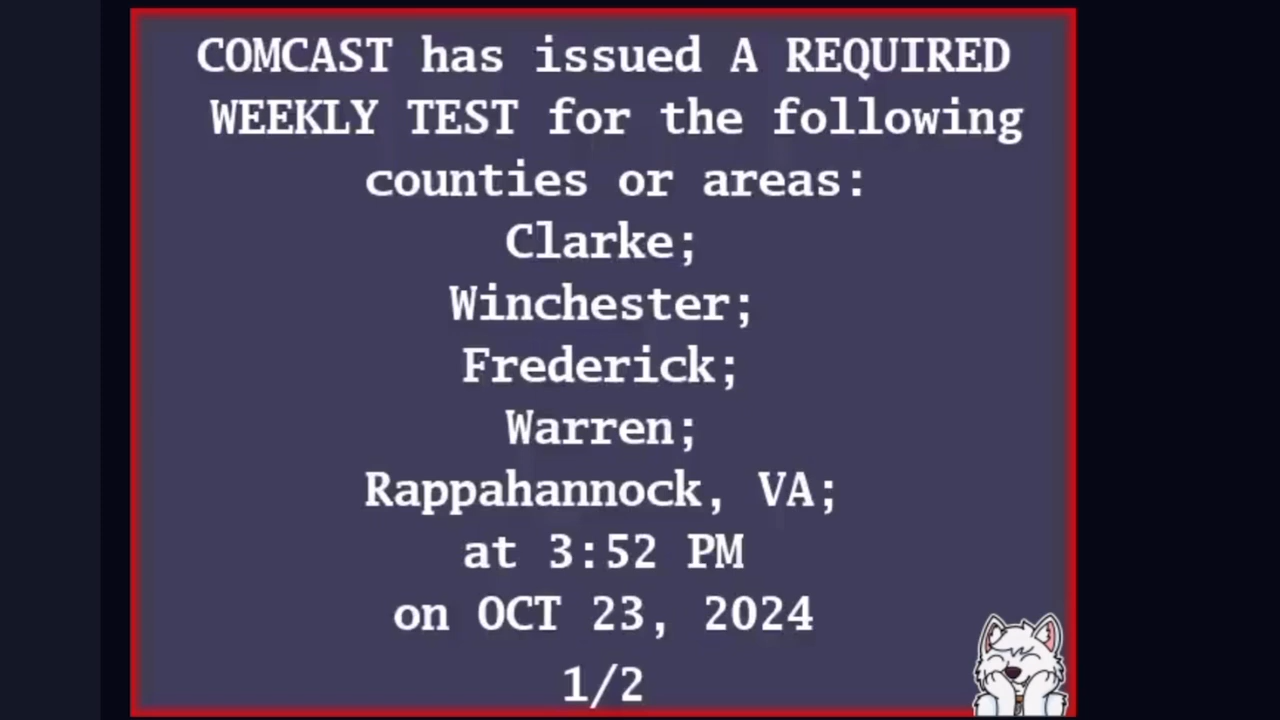 COMCAST has issued A REQUIRED
WEEKLY TEST for the following
counties or areas:
Clarke;
Winchester;
Frederick;
Warren;
Rappahannock, VA;
at 3:52 PM
on OCT 23, 2024
1/2